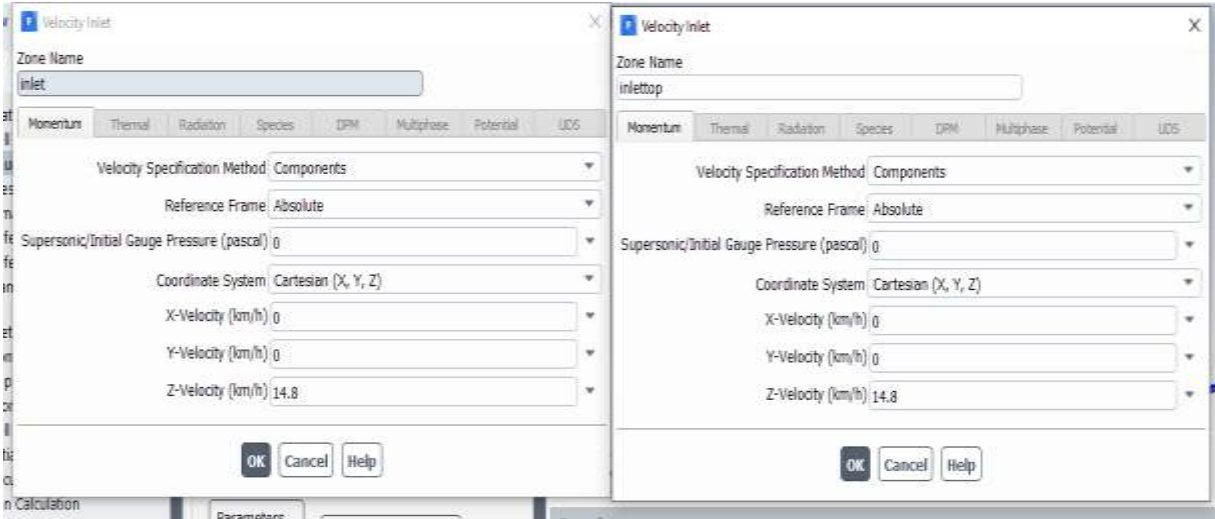 Velocity Inlet
Zone Name
inlet
Momentum Thermal Radiation Species DPM Multiphase Potential UDS
Velocity Specification Method Components
Reference Frame Absolute
Supersonic/Initial Gauge Pressure (pascal) 0
Coordinate System Cartesian (X, Y, Z)
X-Velocity (km/h) 0
Y-Velocity (km/h) 0
Z-Velocity (km/h) 14.8
OK Cancel Help
n Calculation
Parameters
Velocity Inlet
Zone Name
inlettop
Momentum Thermal Radiation Species DPM Multiphase Potential UDS
Velocity Specification Method Components
Reference Frame Absolute
Supersonic/Initial Gauge Pressure (pascal) 0
Coordinate System Cartesian (X, Y, Z)
X-Velocity (km/h) 0
Y-Velocity (km/h) 0
Z-Velocity (km/h) 14.8
OK Cancel Help